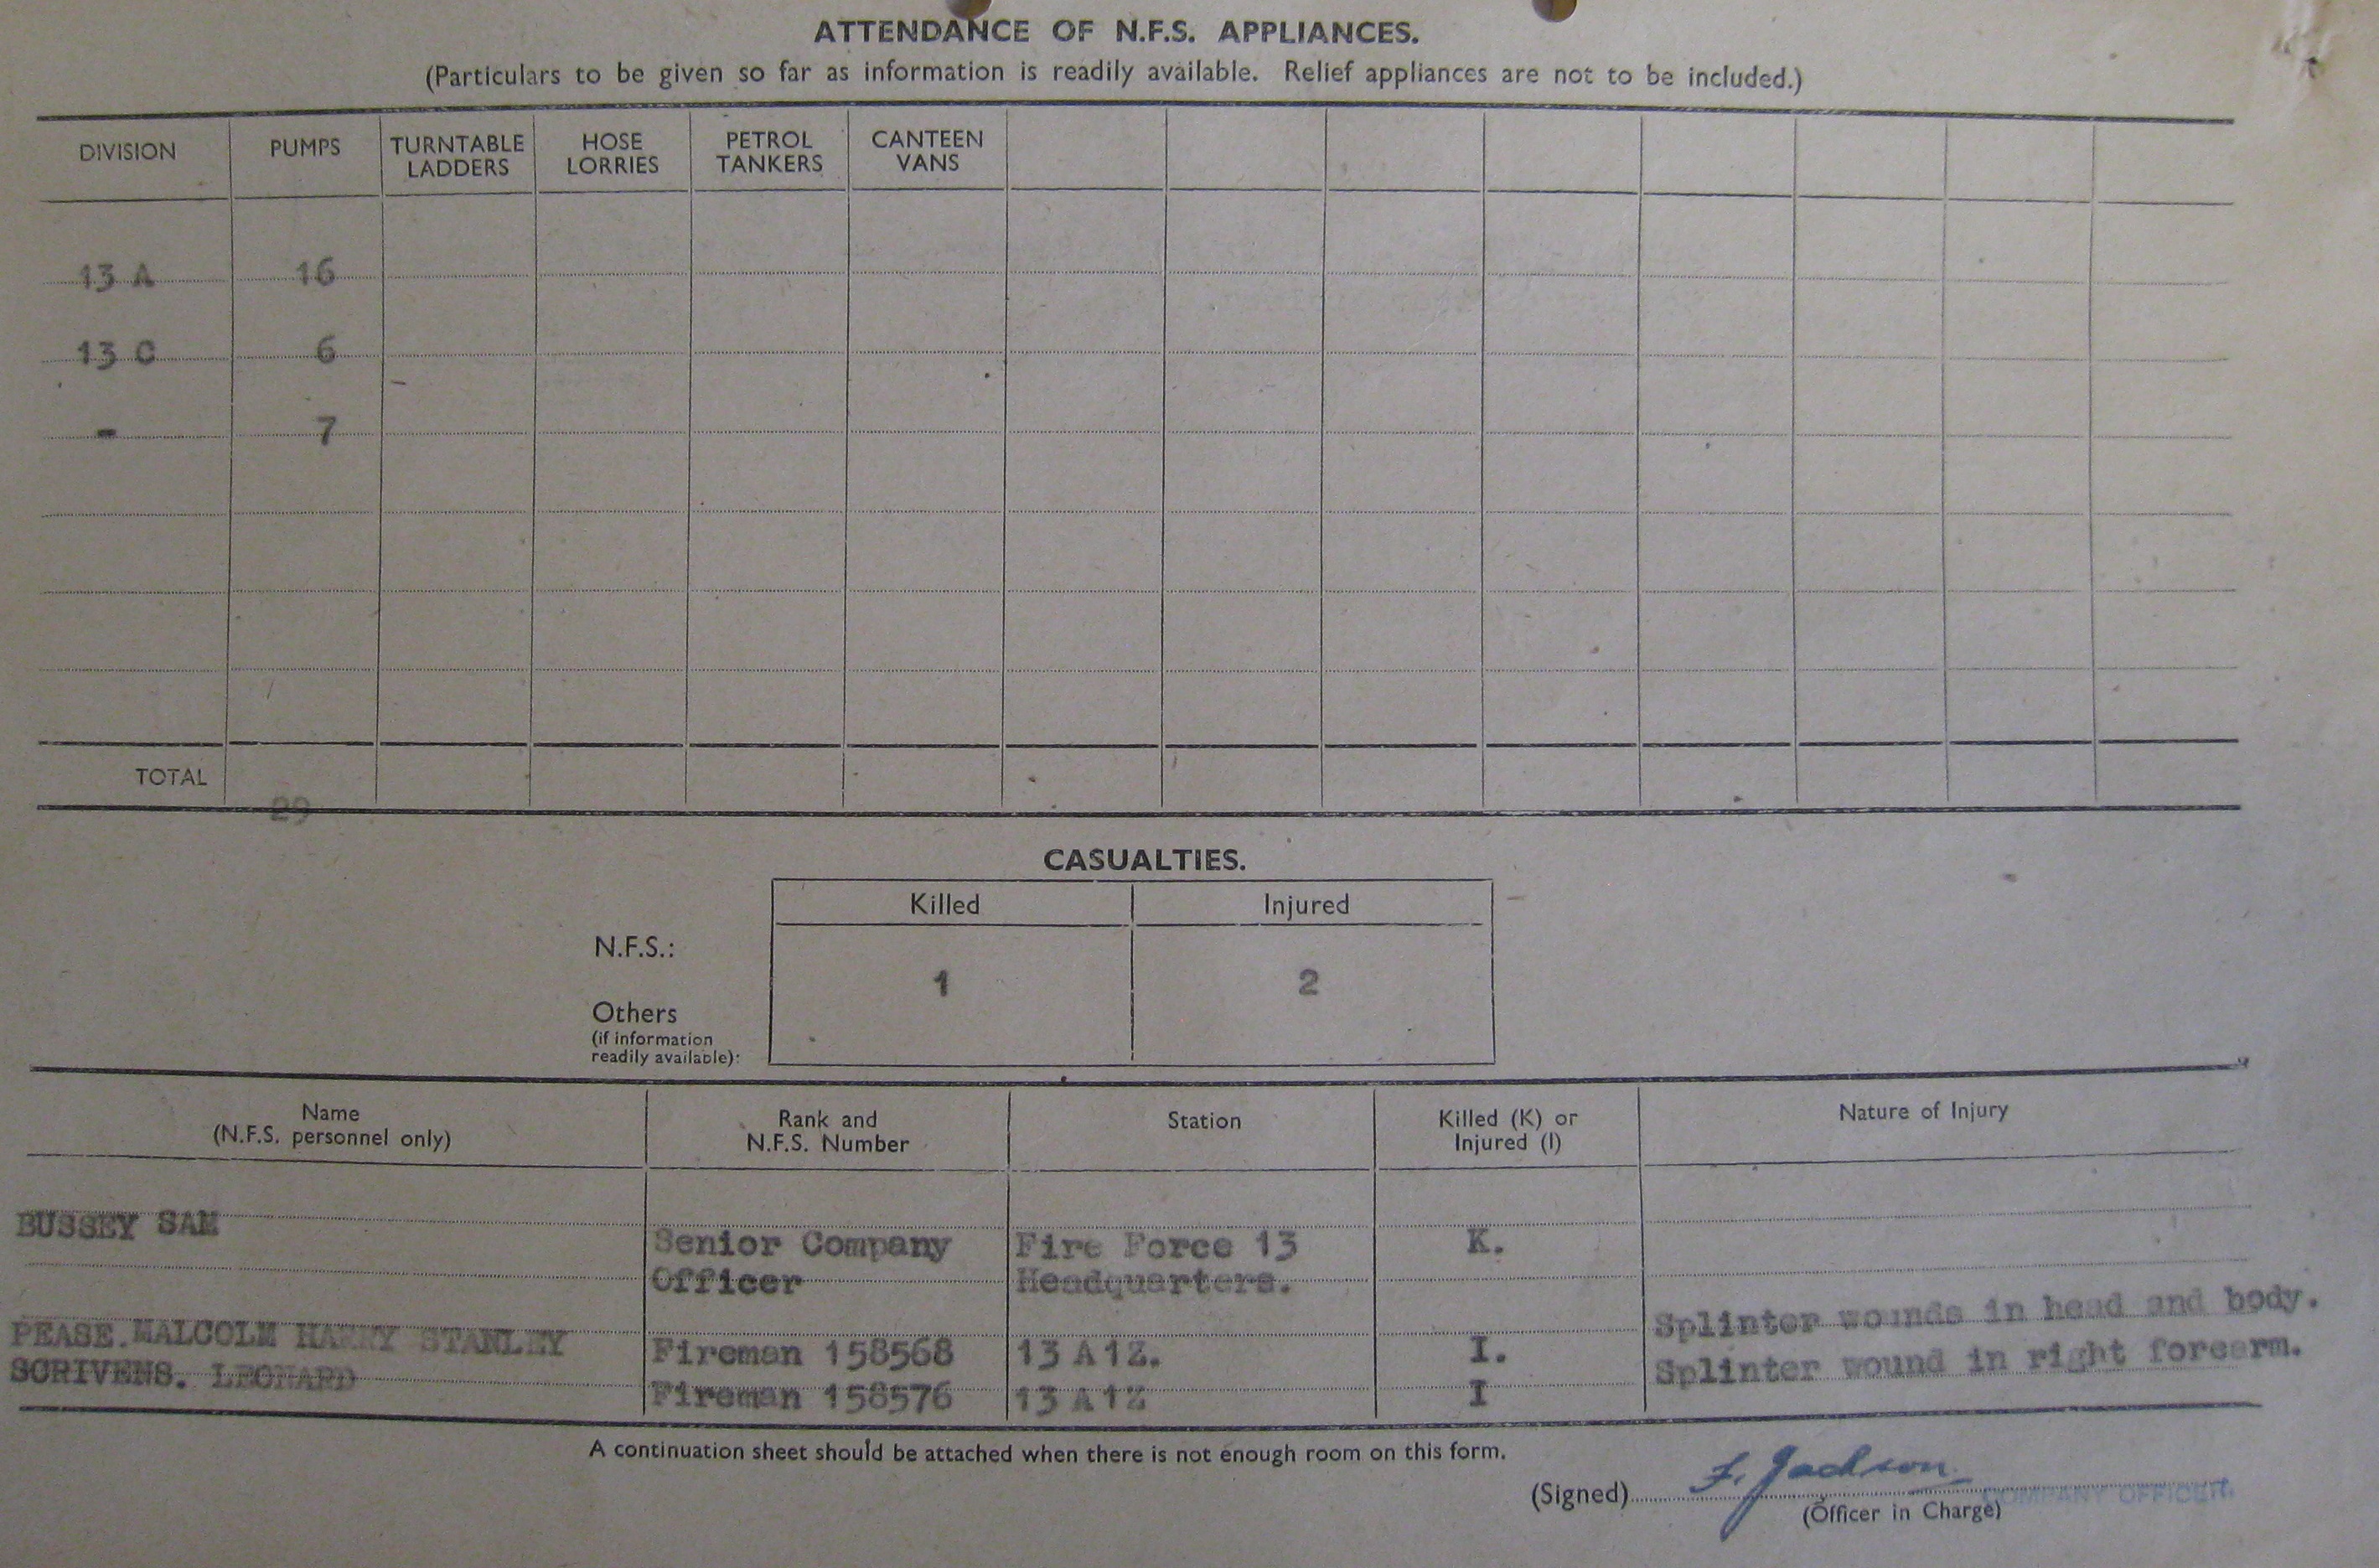 ATTENDANCE OF N.F.S. APPLIANCES.
(Particulars to be given so far as information is readily available. Relief appliances are not to be included.)
DIVISION PUMPS TURNTABLE LADDERS HOSE LORRIES PETROL TANKERS CANTEEN VANS
13 A 16
13 C 6
- 7
TOTAL
29
CASUALTIES.
Killed Injured
N.F.S.:
1 2
Others
(if information
readily available):
Name
(N.F.S. personnel only)
Rank and
N.F.S. Number
Station
Killed (K) or
Injured (I)
Nature of Injury
BUSSEY SAM
Senior Company Fire Force 13 K.
Officer Headquarters.
PEASE. MALCOLM HARRY STANLEY Fireman 158568 13 A 1Z. I. Splinter wounds in head and body.
SCRIVENS. LEONARD Fireman 158576 13 A 1Z I Splinter wound in right forearm.
A continuation sheet should be attached when there is not enough room on this form.
(Signed) F. Jackson
COMPANY OFFICER.
(Officer in Charge)